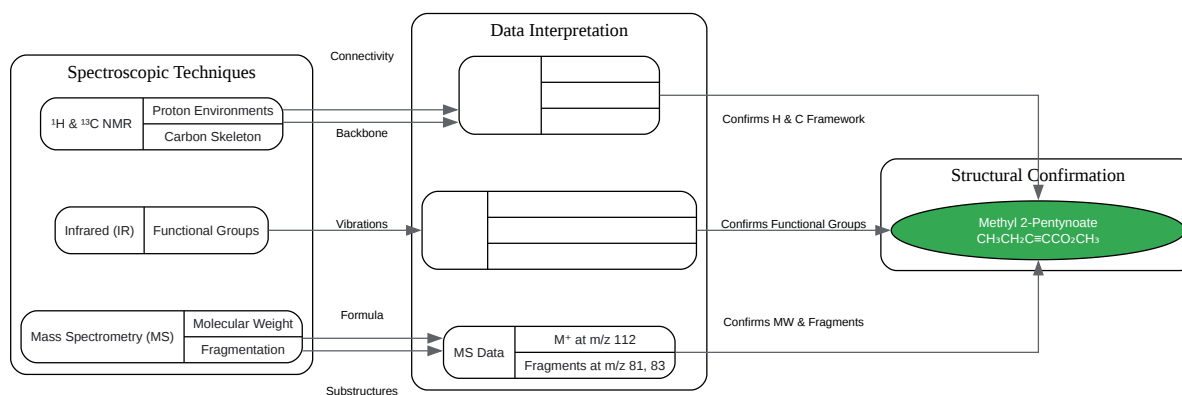 Spectroscopic Techniques
¹H & ¹³C NMR
Proton Environments
Carbon Skeleton
Infrared (IR)
Functional Groups
Mass Spectrometry (MS)
Molecular Weight
Fragmentation
Connectivity
Backbone
Vibrations
Formula
Substructures
Data Interpretation
MS Data
M⁺ at m/z 112
Fragments at m/z 81, 83
Confirms H & C Framework
Confirms Functional Groups
Confirms MW & Fragments
Structural Confirmation
Methyl 2-Pentynoate
CH₃CH₂C≡CCO₂CH₃